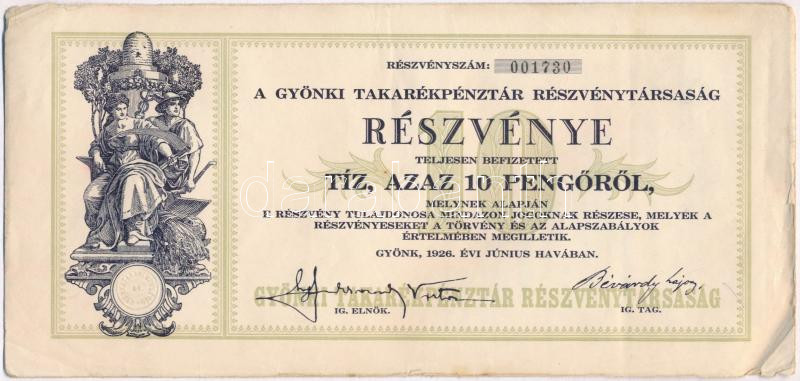 RÉSZVÉNYSZÁM: 001730
A GYÖNKI TAKARÉKPÉNZTÁR RÉSZVÉNYTÁRSASÁG
RÉSZVÉNYE
TELJESEN BEFIZETETT
TÍZ, AZAZ 10 PENGŐRŐL,
MELYNEK ALAPJÁN
E RÉSZVÉNY TULAJDONOSA MINDAZON JOGOKNAK RÉSZESE, MELYEK A
RÉSZVÉNYESEKET A TÖRVÉNY ÉS AZ ALAPSZABÁLYOK
ÉRTELMÉBEN MEGILLETIK.
GYÖNK, 1926. ÉVI JÚNIUS HAVÁBAN.
GYÖNKI TAKARÉKPÉNZTÁR RÉSZVÉNYTÁRSASÁG
IG. ELNÖK. IG. TAG.
10
darabanth